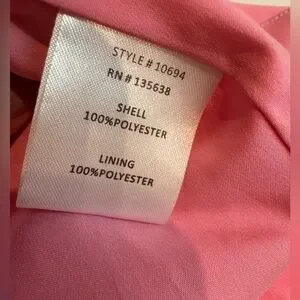 STYLE # 10694
RN # 135638
SHELL
100%POLYESTER
LINING
100%POLYESTER